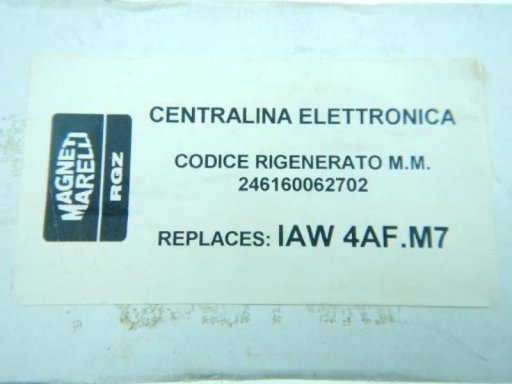 MAGNETI
MARELLI
RGZ
CENTRALINA ELETTRONICA
CODICE RIGENERATO M.M.
246160062702
REPLACES: IAW 4AF.M7